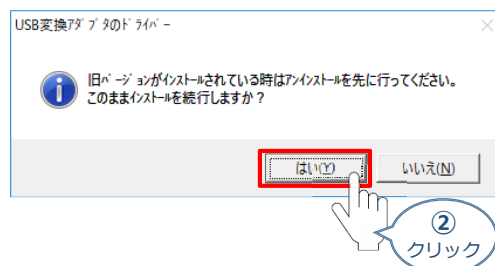 USB変換ｱﾀﾞﾌﾟﾀのﾄﾞﾗｲﾊﾞｰ
旧ﾊﾞｰｼﾞｮﾝがｲﾝｽﾄｰﾙされている時はｱﾝｲﾝｽﾄｰﾙを先に行ってください。
このままｲﾝｽﾄｰﾙを続行しますか？
はい(Y)
いいえ(N)
②
クリック